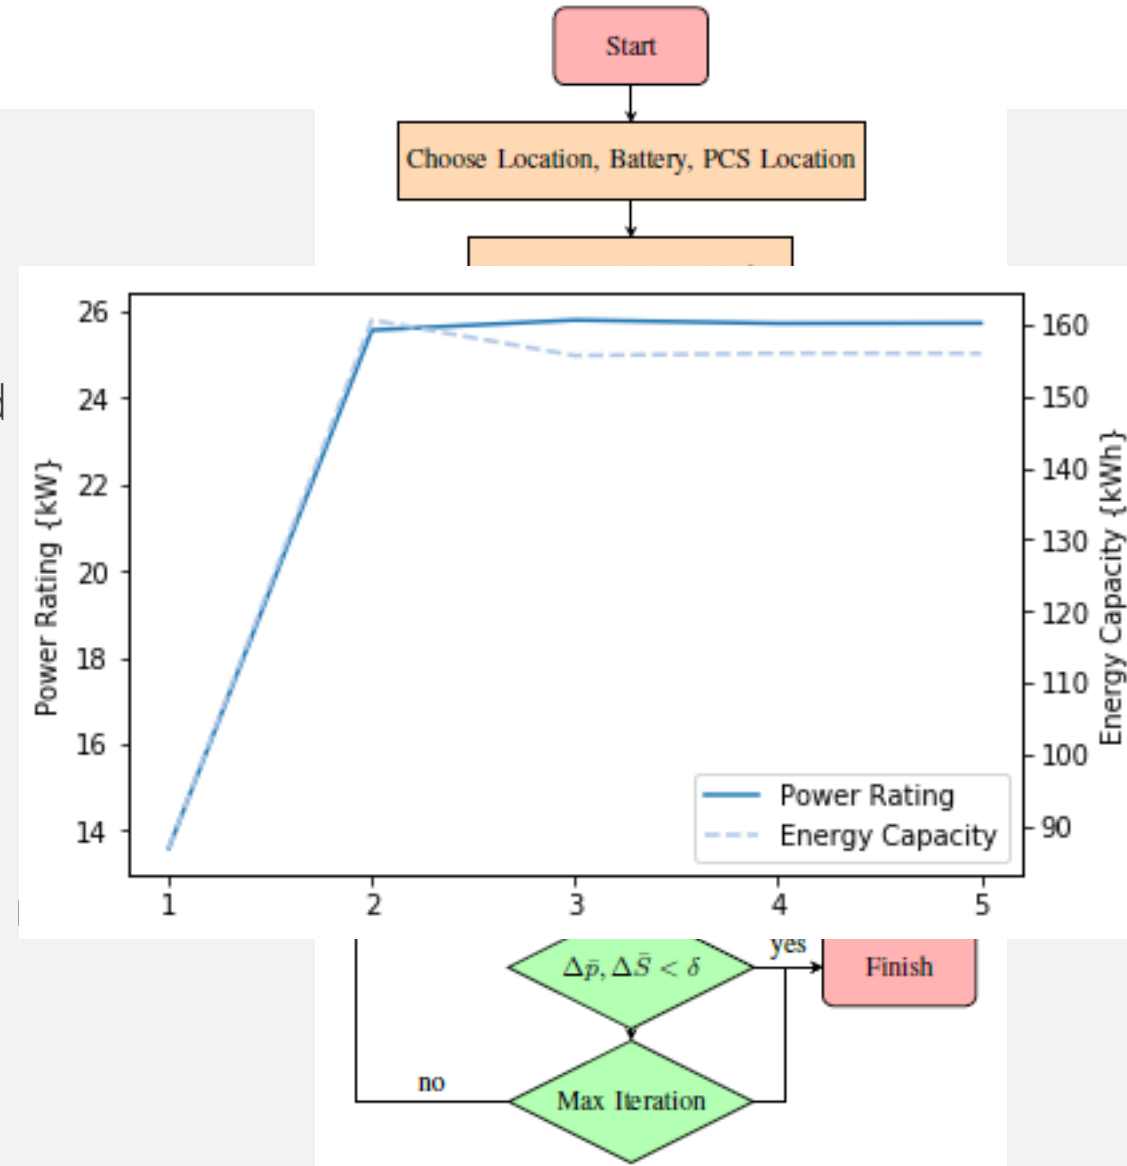 Start
Choose Location, Battery, PCS Location
26
24
22
20
18
16
14
Power Rating {kW}
160
150
140
130
120
110
100
90
Energy Capacity {kWh}
Power Rating
Energy Capacity
1 2 3 4 5
yes
Δp̄, ΔS̄ < δ
Finish
no
Max Iteration